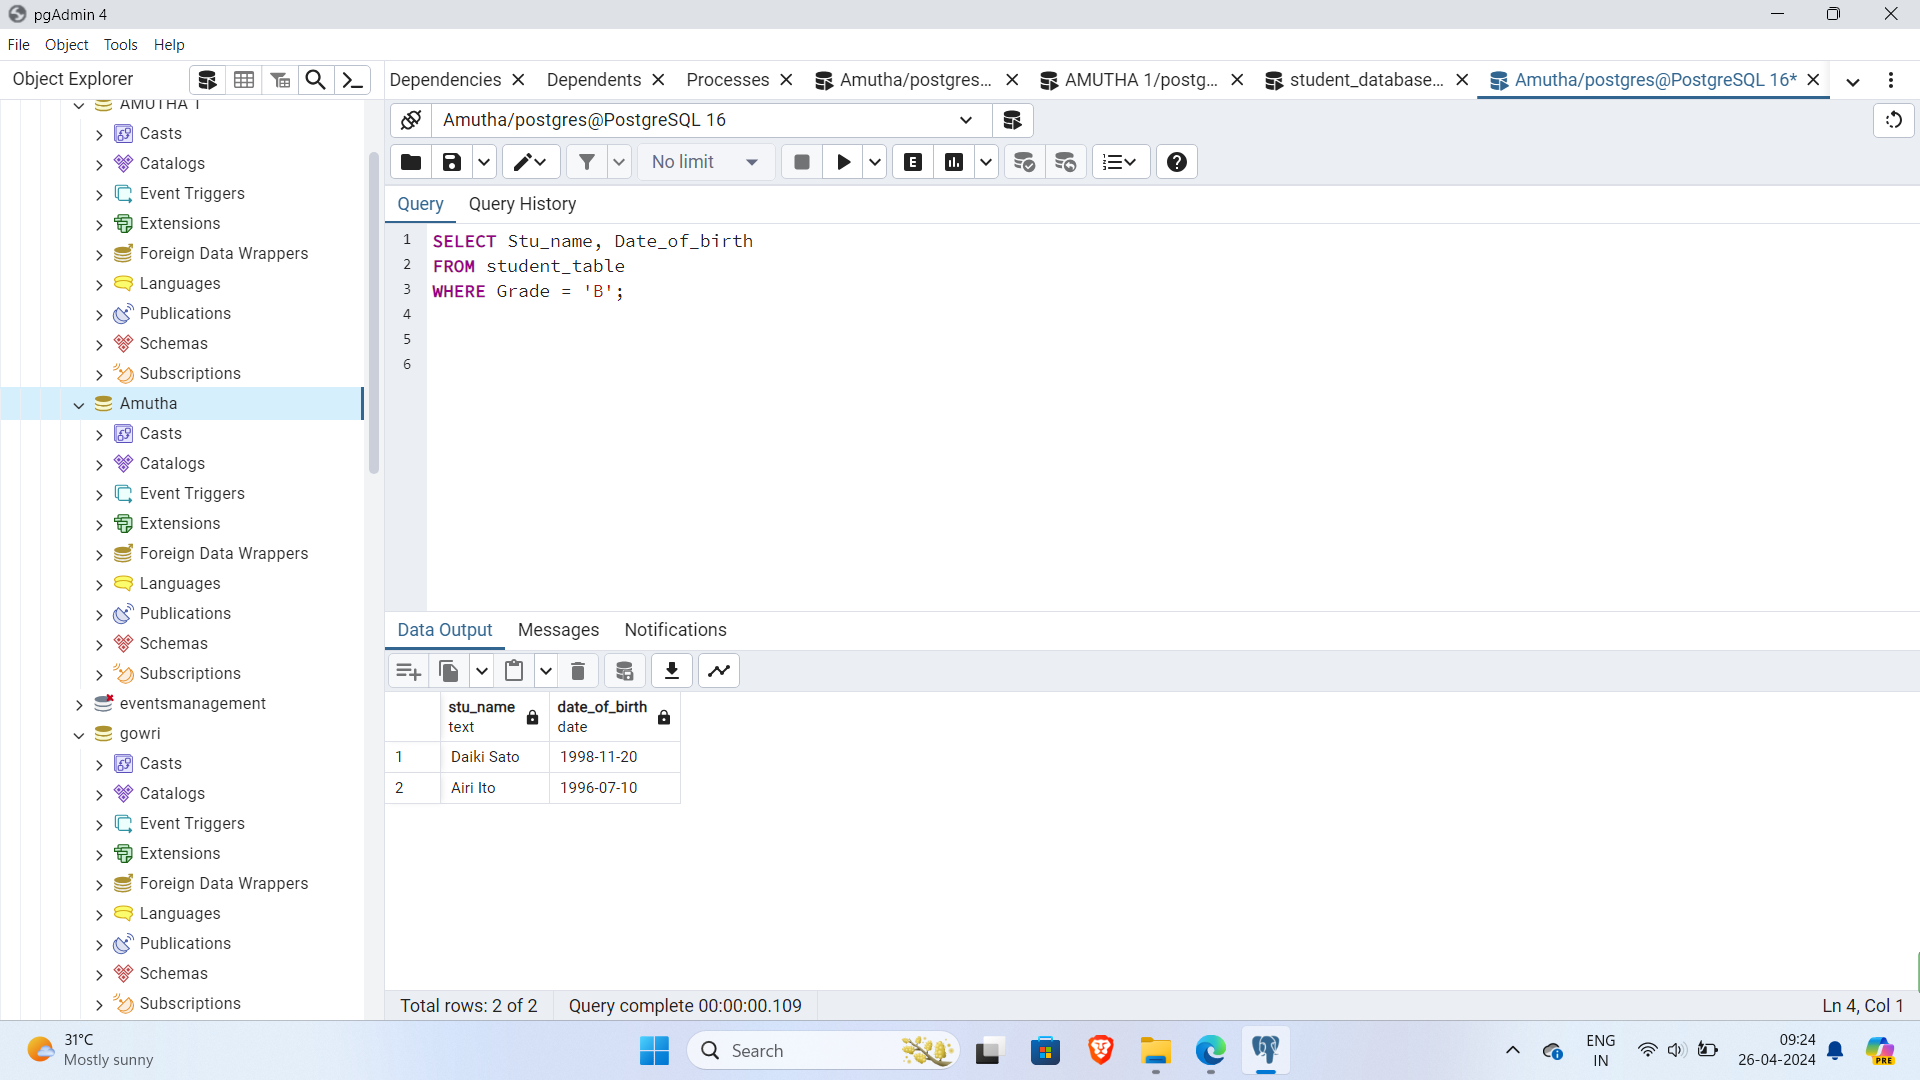 pgAdmin 4
File Object Tools Help
Object Explorer
Dependencies Dependents Processes Amutha/postgres... AMUTHA 1/postg... student_database... Amutha/postgres@PostgreSQL 16*
AMUTHA 1
Casts
Catalogs
Event Triggers
Extensions
Foreign Data Wrappers
Languages
Publications
Schemas
Subscriptions
Amutha
Casts
Catalogs
Event Triggers
Extensions
Foreign Data Wrappers
Languages
Publications
Schemas
Subscriptions
eventsmanagement
gowri
Casts
Catalogs
Event Triggers
Extensions
Foreign Data Wrappers
Languages
Publications
Schemas
Subscriptions
Amutha/postgres@PostgreSQL 16
No limit E
Query Query History
1 SELECT Stu_name, Date_of_birth
2 FROM student_table
3 WHERE Grade = 'B';
4
5
6
Data Output Messages Notifications
stu_name date_of_birth
text date
1 Daiki Sato 1998-11-20
2 Airi Ito 1996-07-10
Total rows: 2 of 2 Query complete 00:00:00.109 Ln 4, Col 1
31°C
Mostly sunny
Search
ENG
IN
09:24
26-04-2024
PRE